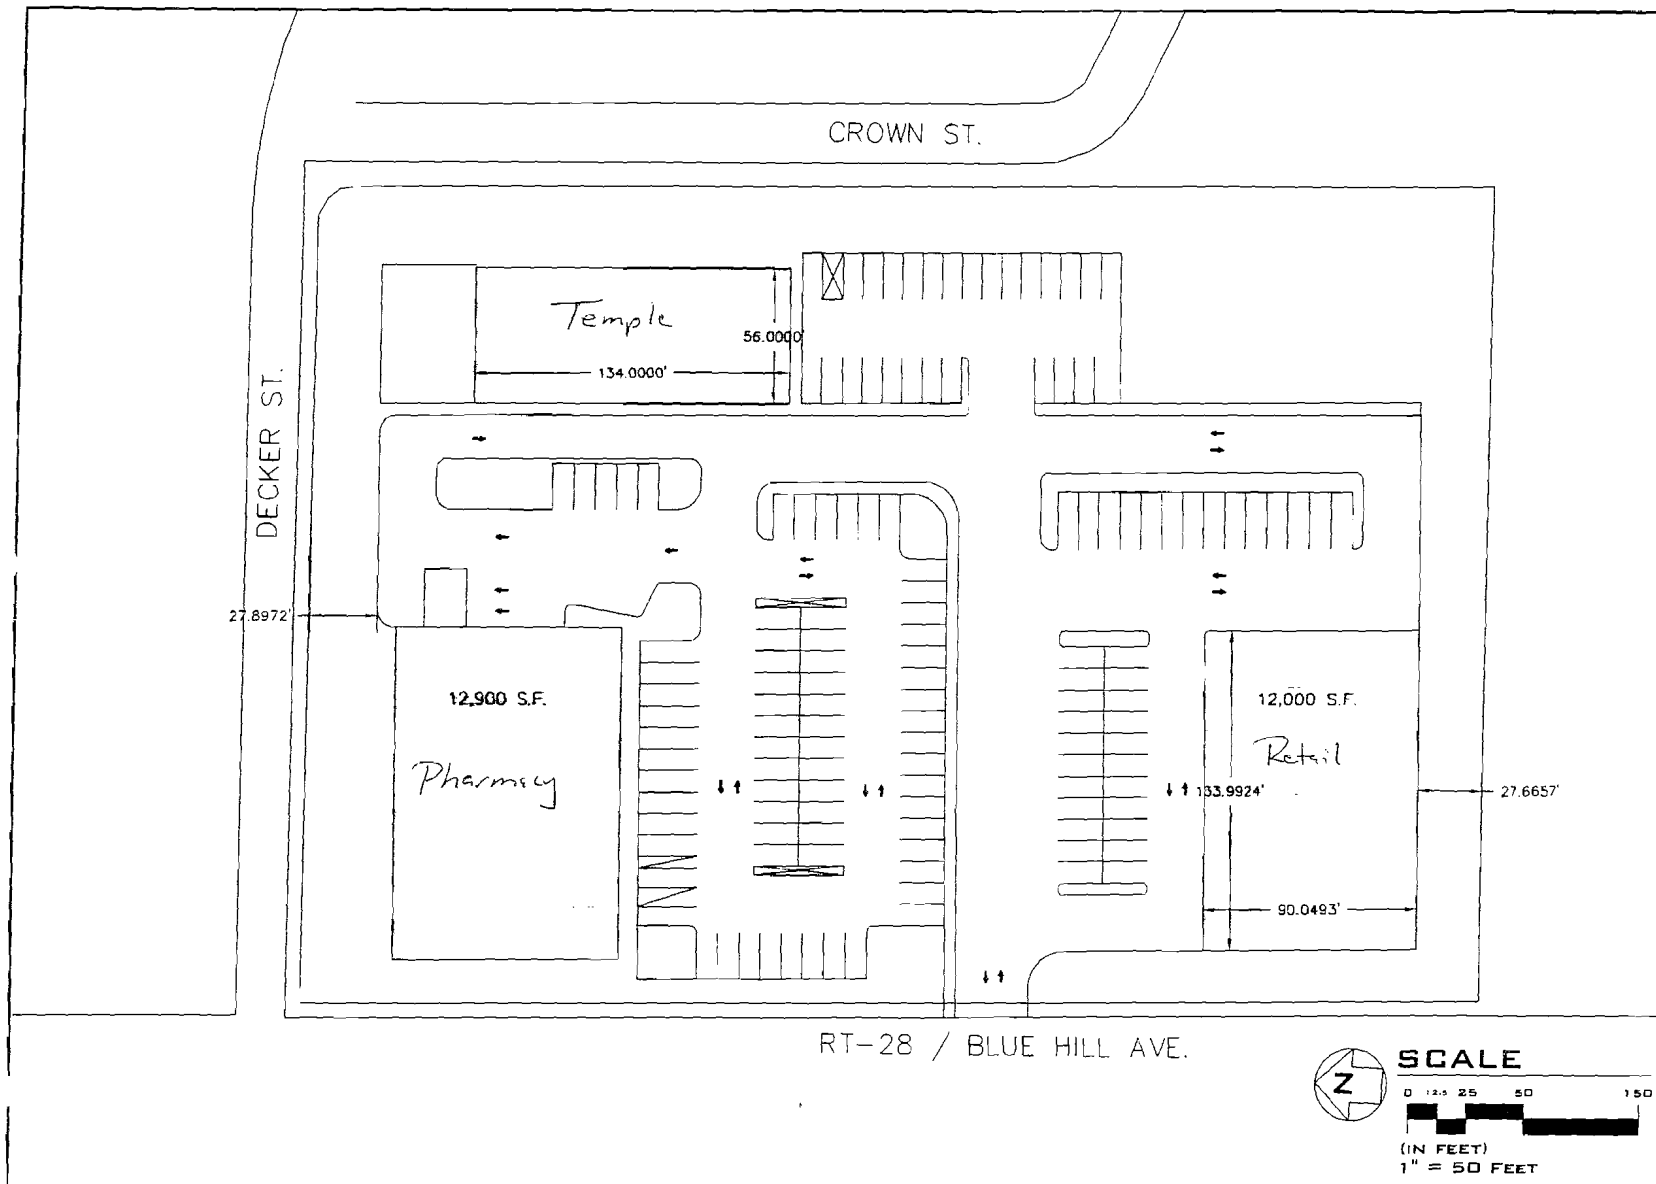 CROWN ST.
Temple
56.0000'
134.0000'
DECKER ST.
27.8972'
12,900 S.F.
Pharmacy
12,000 S.F.
Retail
133.9924'
27.6657'
90.0493'
RT-28 / BLUE HILL AVE.
Z
SCALE
0 12.5 25 50 150
(IN FEET)
1" = 50 FEET